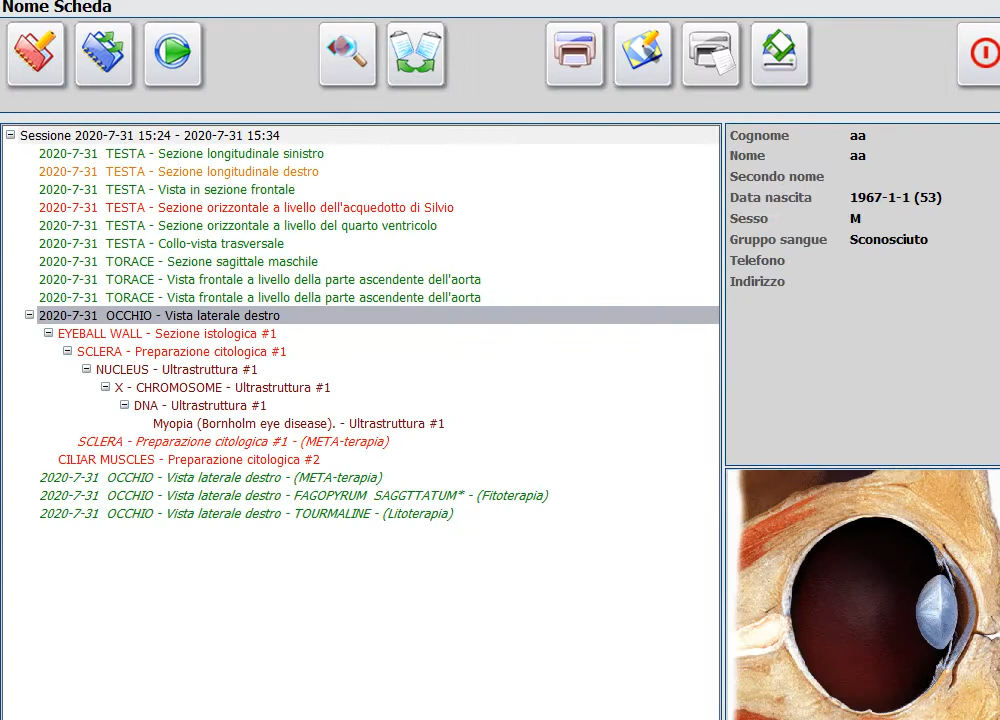 Nome Scheda
Sessione 2020-7-31 15:24 - 2020-7-31 15:34
2020-7-31 TESTA - Sezione longitudinale sinistro
2020-7-31 TESTA - Sezione longitudinale destro
2020-7-31 TESTA - Vista in sezione frontale
2020-7-31 TESTA - Sezione orizzontale a livello dell'acquedotto di Silvio
2020-7-31 TESTA - Sezione orizzontale a livello del quarto ventricolo
2020-7-31 TESTA - Collo-vista trasversale
2020-7-31 TORACE - Sezione sagittale maschile
2020-7-31 TORACE - Vista frontale a livello della parte ascendente dell'aorta
2020-7-31 TORACE - Vista frontale a livello della parte ascendente dell'aorta
2020-7-31 OCCHIO - Vista laterale destro
EYEBALL WALL - Sezione istologica #1
SCLERA - Preparazione citologica #1
NUCLEUS - Ultrastruttura #1
X - CHROMOSOME - Ultrastruttura #1
DNA - Ultrastruttura #1
Myopia (Bornholm eye disease). - Ultrastruttura #1
SCLERA - Preparazione citologica #1 - (META-terapia)
CILIAR MUSCLES - Preparazione citologica #2
2020-7-31 OCCHIO - Vista laterale destro - (META-terapia)
2020-7-31 OCCHIO - Vista laterale destro - FAGOPYRUM SAGGTTATUM* - (Fitoterapia)
2020-7-31 OCCHIO - Vista laterale destro - TOURMALINE - (Litoterapia)
Cognome aa
Nome aa
Secondo nome
Data nascita 1967-1-1 (53)
Sesso M
Gruppo sangue Sconosciuto
Telefono
Indirizzo